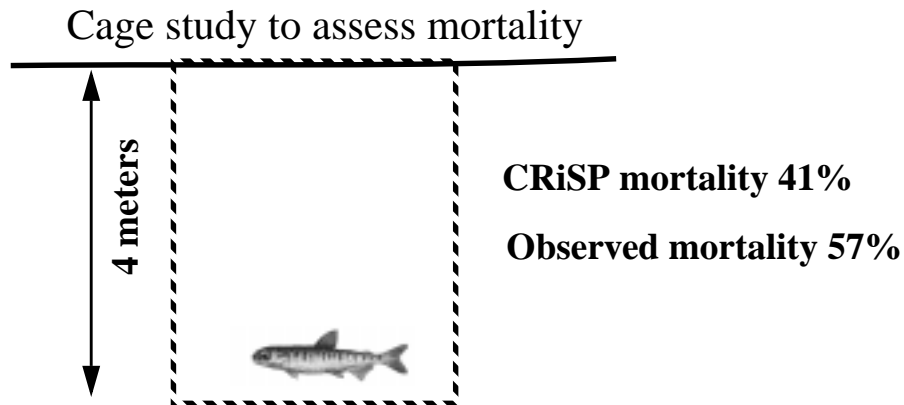 Cage study to assess mortality
4 meters
CRiSP mortality 41%
Observed mortality 57%